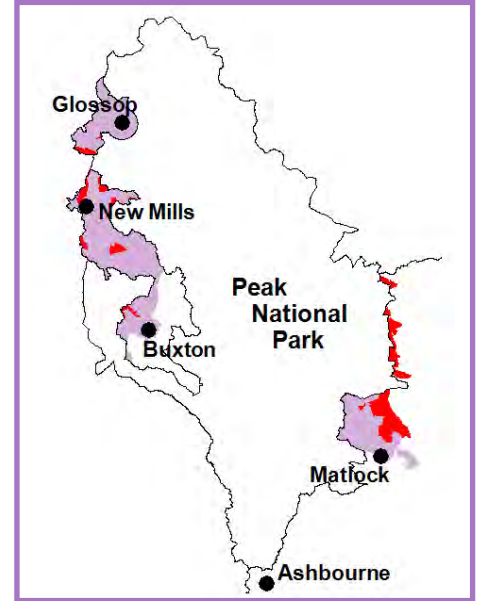 Glossop
New Mills
Peak
National
Park
Buxton
Matlock
Ashbourne